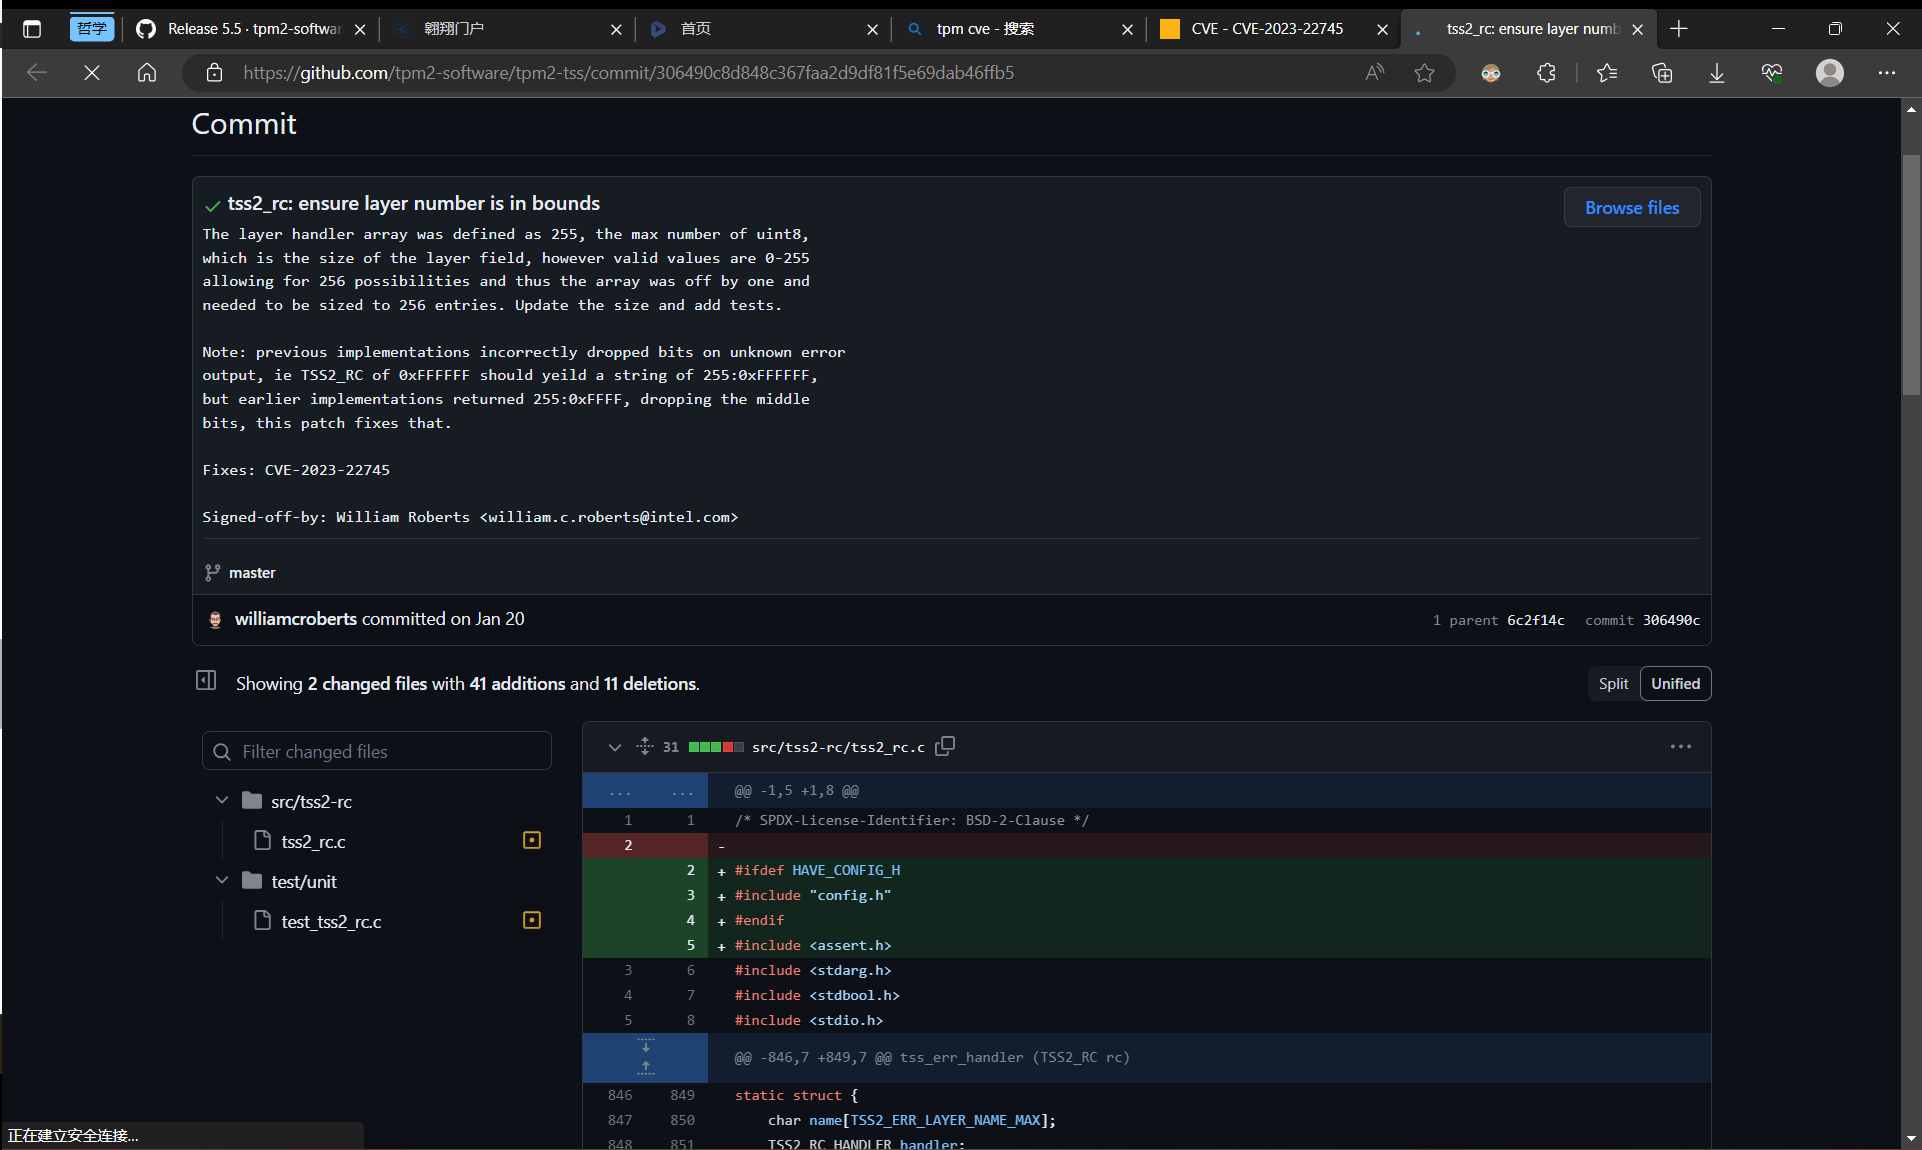 哲学
Release 5.5 · tpm2-softwar
翱翔门户
首页
tpm cve - 搜索
CVE - CVE-2023-22745
tss2_rc: ensure layer numb
https://github.com/tpm2-software/tpm2-tss/commit/306490c8d848c367faa2d9df81f5e69dab46ffb5
Commit
tss2_rc: ensure layer number is in bounds
Browse files
The layer handler array was defined as 255, the max number of uint8,
which is the size of the layer field, however valid values are 0-255
allowing for 256 possibilities and thus the array was off by one and
needed to be sized to 256 entries. Update the size and add tests.
Note: previous implementations incorrectly dropped bits on unknown error
output, ie TSS2_RC of 0xFFFFFF should yeild a string of 255:0xFFFFFF,
but earlier implementations returned 255:0xFFFF, dropping the middle
bits, this patch fixes that.
Fixes: CVE-2023-22745
Signed-off-by: William Roberts <william.c.roberts@intel.com>
master
williamcroberts committed on Jan 20
1 parent 6c2f14c commit 306490c
Showing 2 changed files with 41 additions and 11 deletions.
Split Unified
Filter changed files
src/tss2-rc
tss2_rc.c
test/unit
test_tss2_rc.c
31 src/tss2-rc/tss2_rc.c
... ... @@ -1,5 +1,8 @@
1 1 /* SPDX-License-Identifier: BSD-2-Clause */
2 -
2 + #ifdef HAVE_CONFIG_H
3 + #include "config.h"
4 + #endif
5 + #include <assert.h>
3 6 #include <stdarg.h>
4 7 #include <stdbool.h>
5 8 #include <stdio.h>
@@ -846,7 +849,7 @@ tss_err_handler (TSS2_RC rc)
846 849 static struct {
847 850 char name[TSS2_ERR_LAYER_NAME_MAX];
848 851 TSS2_RC_HANDLER handler;
正在建立安全连接...